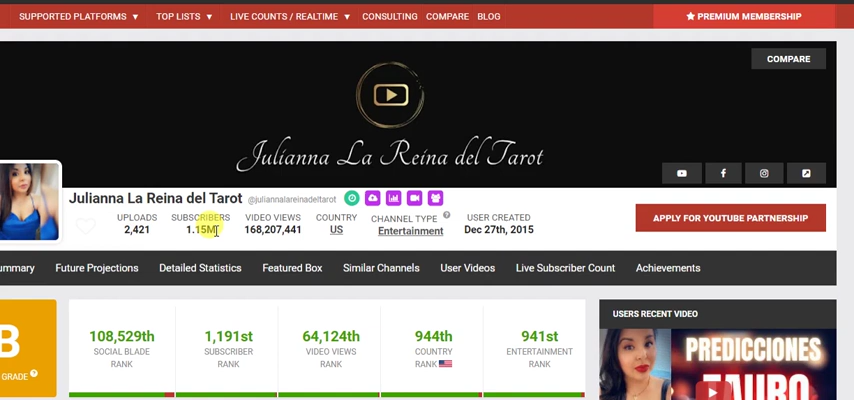 SUPPORTED PLATFORMS ▼ TOP LISTS ▼ LIVE COUNTS / REALTIME ▼ CONSULTING COMPARE BLOG ★ PREMIUM MEMBERSHIP
COMPARE
Julianna La Reina del Tarot
Julianna La Reina del Tarot @juliannalareinadeltarot
UPLOADS SUBSCRIBERS VIDEO VIEWS COUNTRY CHANNEL TYPE ? USER CREATED
2,421 1.15M 168,207,441 US Entertainment Dec 27th, 2015
APPLY FOR YOUTUBE PARTNERSHIP
ummary Future Projections Detailed Statistics Featured Box Similar Channels User Videos Live Subscriber Count Achievements
USERS RECENT VIDEO
B
GRADE ?
108,529th 1,191st 64,124th 944th 941st
SOCIAL BLADE SUBSCRIBER VIDEO VIEWS COUNTRY ENTERTAINMENT
RANK RANK RANK RANK RANK
PREDICCIONES
TAURO